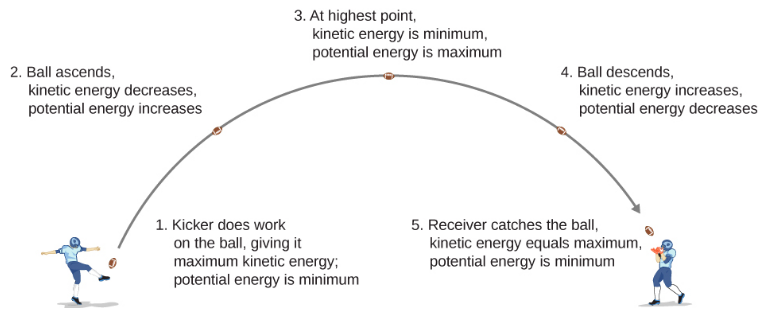 1. Kicker does work
on the ball, giving it
maximum kinetic energy;
potential energy is minimum
2. Ball ascends,
kinetic energy decreases,
potential energy increases
3. At highest point,
kinetic energy is minimum,
potential energy is maximum
4. Ball descends,
kinetic energy increases,
potential energy decreases
5. Receiver catches the ball,
kinetic energy equals maximum,
potential energy is minimum